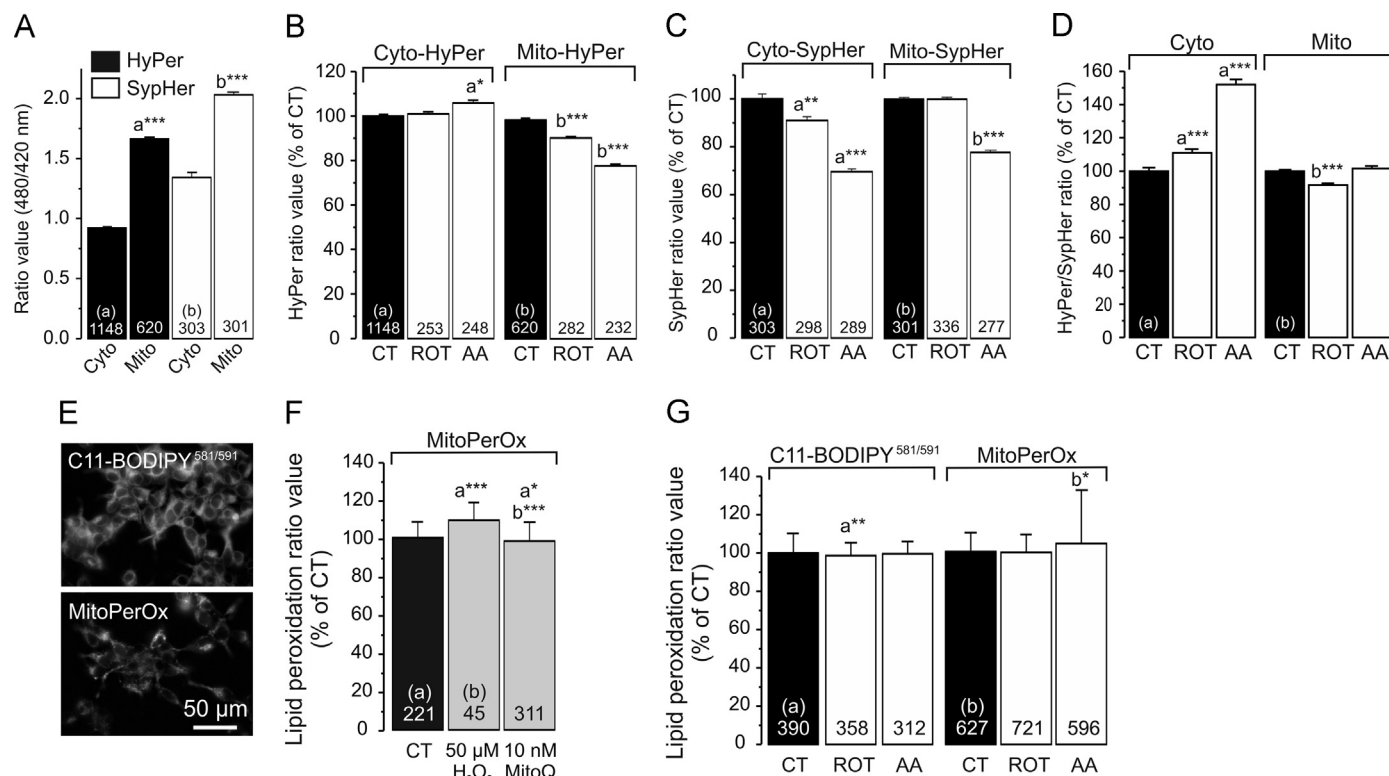 A
HyPer
SypHer
Ratio value (480/420 nm)
2.0
1.5
1.0
0.5
0.0
a***
b***
(a)
1148
620
(b)
303
301
Cyto
Mito
Cyto
Mito
B
Cyto-HyPer
Mito-HyPer
HyPer ratio value (% of CT)
120
100
80
60
40
20
0
a*
b***
b***
(a)
1148
253
248
(b)
620
282
232
CT
ROT
AA
CT
ROT
AA
C
Cyto-SypHer
Mito-SypHer
SypHer ratio value (% of CT)
100
80
60
40
20
0
a**
a***
b***
(a)
303
298
289
(b)
301
336
277
CT
ROT
AA
CT
ROT
AA
D
Cyto
Mito
HyPer/SypHer ratio (% of CT)
160
140
120
100
80
60
40
20
0
a***
a***
b***
(a)
(b)
CT
ROT
AA
CT
ROT
AA
E
C11-BODIPY581/591
MitoPerOx
50 µm
F
MitoPerOx
Lipid peroxidation ratio value
(% of CT)
140
120
100
80
60
40
20
0
a***
a*
b***
(a)
221
(b)
45
311
CT
50 µM
H₂O₂
10 nM
MitoQ
G
C11-BODIPY581/591
MitoPerOx
Lipid peroxidation ratio value
(% of CT)
140
120
100
80
60
40
20
0
a**
b*
(a)
390
358
312
(b)
627
721
596
CT
ROT
AA
CT
ROT
AA